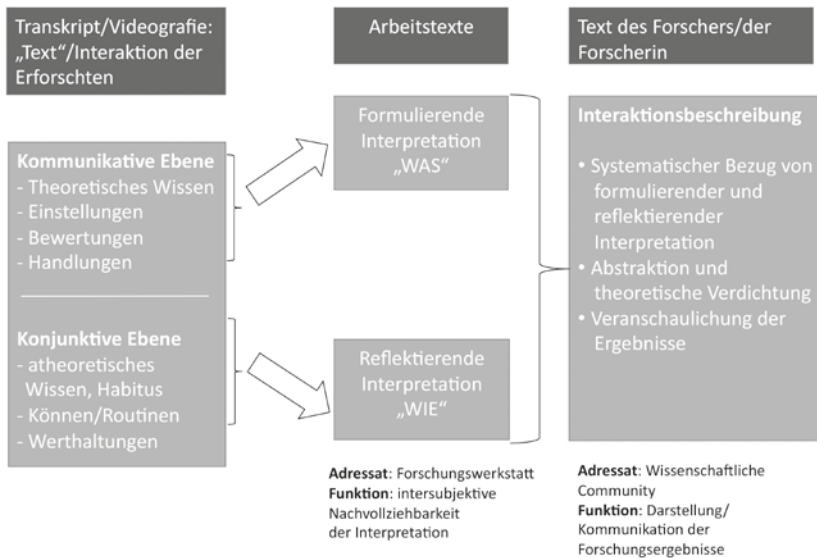 Transkript/Videografie:
„Text“/Interaktion der
Erforschten
Arbeitstexte
Text des Forschers/der
Forscherin
Kommunikative Ebene
- Theoretisches Wissen
- Einstellungen
- Bewertungen
- Handlungen
Konjunktive Ebene
- atheoretisches
Wissen, Habitus
- Können/Routinen
- Werthaltungen
Formulierende
Interpretation
„WAS“
Reflektierende
Interpretation
„WIE“
Adressat: Forschungswerkstatt
Funktion: intersubjektive
Nachvollziehbarkeit
der Interpretation
Interaktionsbeschreibung
• Systematischer Bezug von
formulierender und
reflektierender
Interpretation
• Abstraktion und
theoretische Verdichtung
• Veranschaulichung der
Ergebnisse
Adressat: Wissenschaftliche
Community
Funktion: Darstellung/
Kommunikation der
Forschungsergebnisse